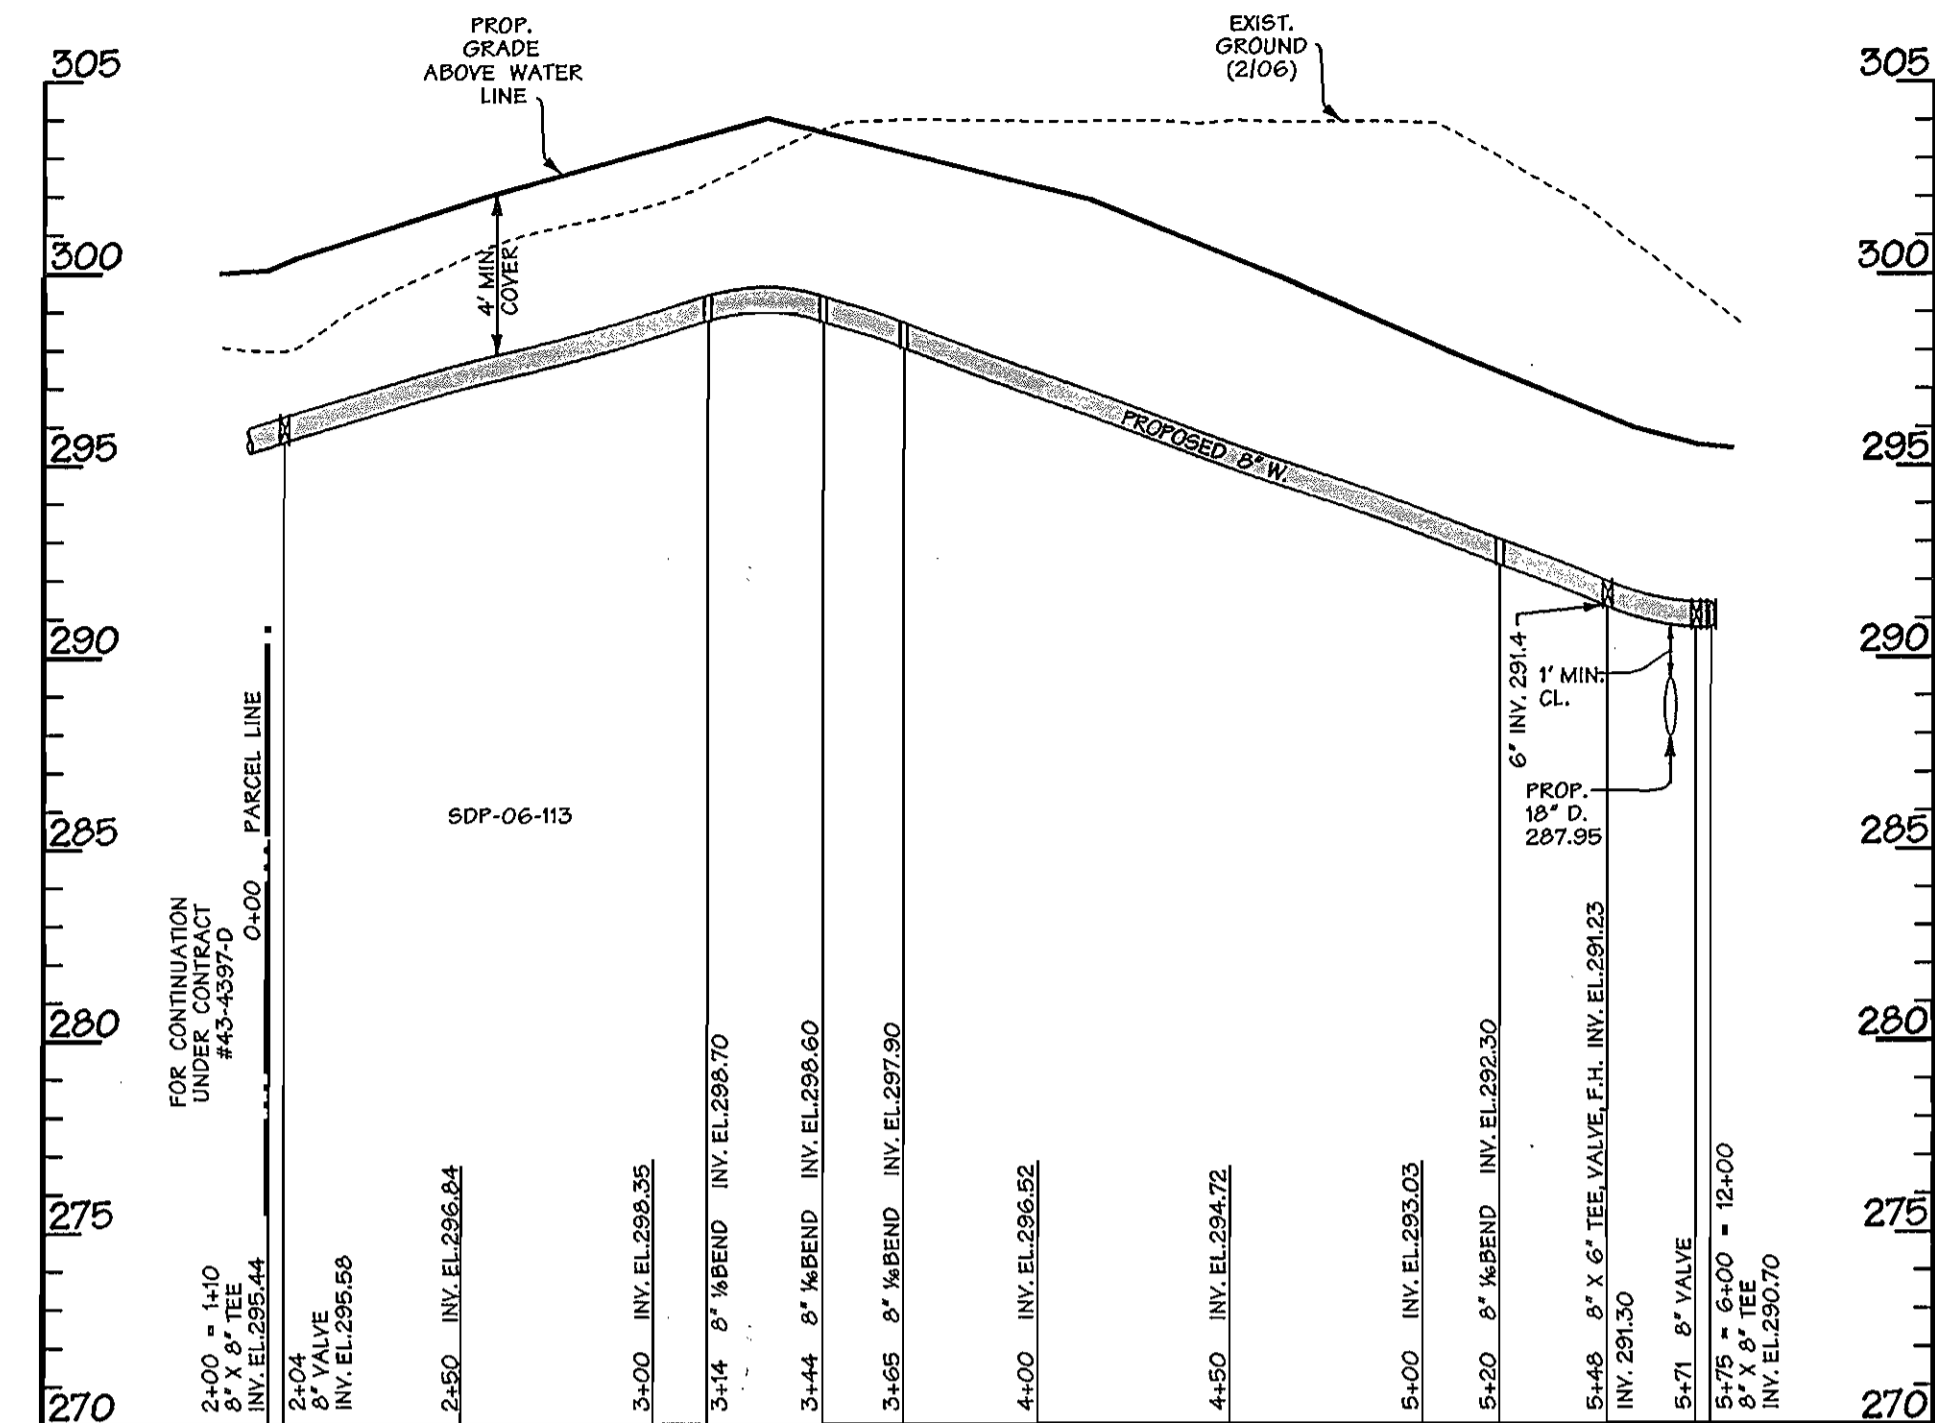 PROP.
GRADE
ABOVE WATER
LINE
EXIST.
GROUND
(2/06)
305
305
300
300
4' MIN.
COVER
295
295
PROPOSED 8" W.
290
290
6" INV. 291.4
1' MIN.
CL.
PROP.
18" D.
287.95
285
285
SDP-06-113
0+00 PARCEL LINE
FOR CONTINUATION
UNDER CONTRACT
#43-4397-D
280
280
275
275
270
270
2+00 = 1+10
8" X 8" TEE
INV. EL.295.44
2+04
8" VALVE
INV. EL.295.58
2+50 INV. EL.296.84
3+00 INV. EL.298.35
3+14 8" BEND INV. EL.298.70
3+44 8" 1/16 BEND INV. EL.298.60
3+65 8" 1/16 BEND INV. EL.297.90
4+00 INV. EL.296.52
4+50 INV. EL.294.72
5+00 INV. EL.293.03
5+20 8" 1/16 BEND INV. EL.292.30
5+48 8" X 6" TEE, VALVE, F.H. INV. EL.291.23
INV. 291.30
5+71 8" VALVE
5+75 = 6+00 = 12+00
8" X 8" TEE
INV. EL.290.70